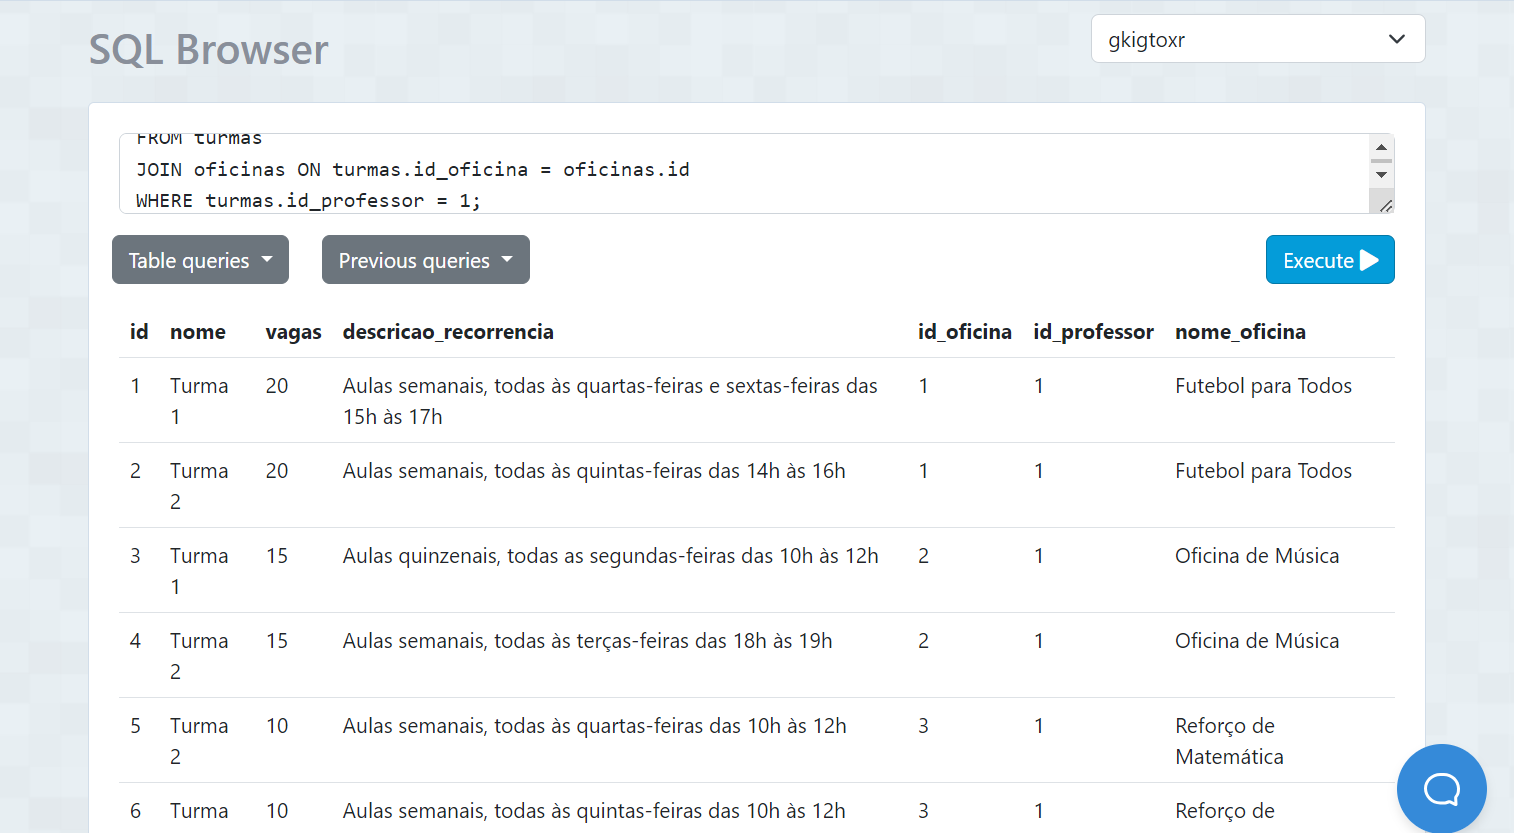 SQL Browser
gkigtoxr
FROM turmas
JOIN oficinas ON turmas.id_oficina = oficinas.id
WHERE turmas.id_professor = 1;
Table queries
Previous queries
Execute
id nome vagas descricao_recorrencia id_oficina id_professor nome_oficina
1 Turma 20 Aulas semanais, todas às quartas-feiras e sextas-feiras das 1 1 Futebol para Todos
1 15h às 17h
2 Turma 20 Aulas semanais, todas às quintas-feiras das 14h às 16h 1 1 Futebol para Todos
2
3 Turma 15 Aulas quinzenais, todas as segundas-feiras das 10h às 12h 2 1 Oficina de Música
1
4 Turma 15 Aulas semanais, todas às terças-feiras das 18h às 19h 2 1 Oficina de Música
2
5 Turma 10 Aulas semanais, todas às quartas-feiras das 10h às 12h 3 1 Reforço de
2 Matemática
6 Turma 10 Aulas semanais, todas às quintas-feiras das 10h às 12h 3 1 Reforço de